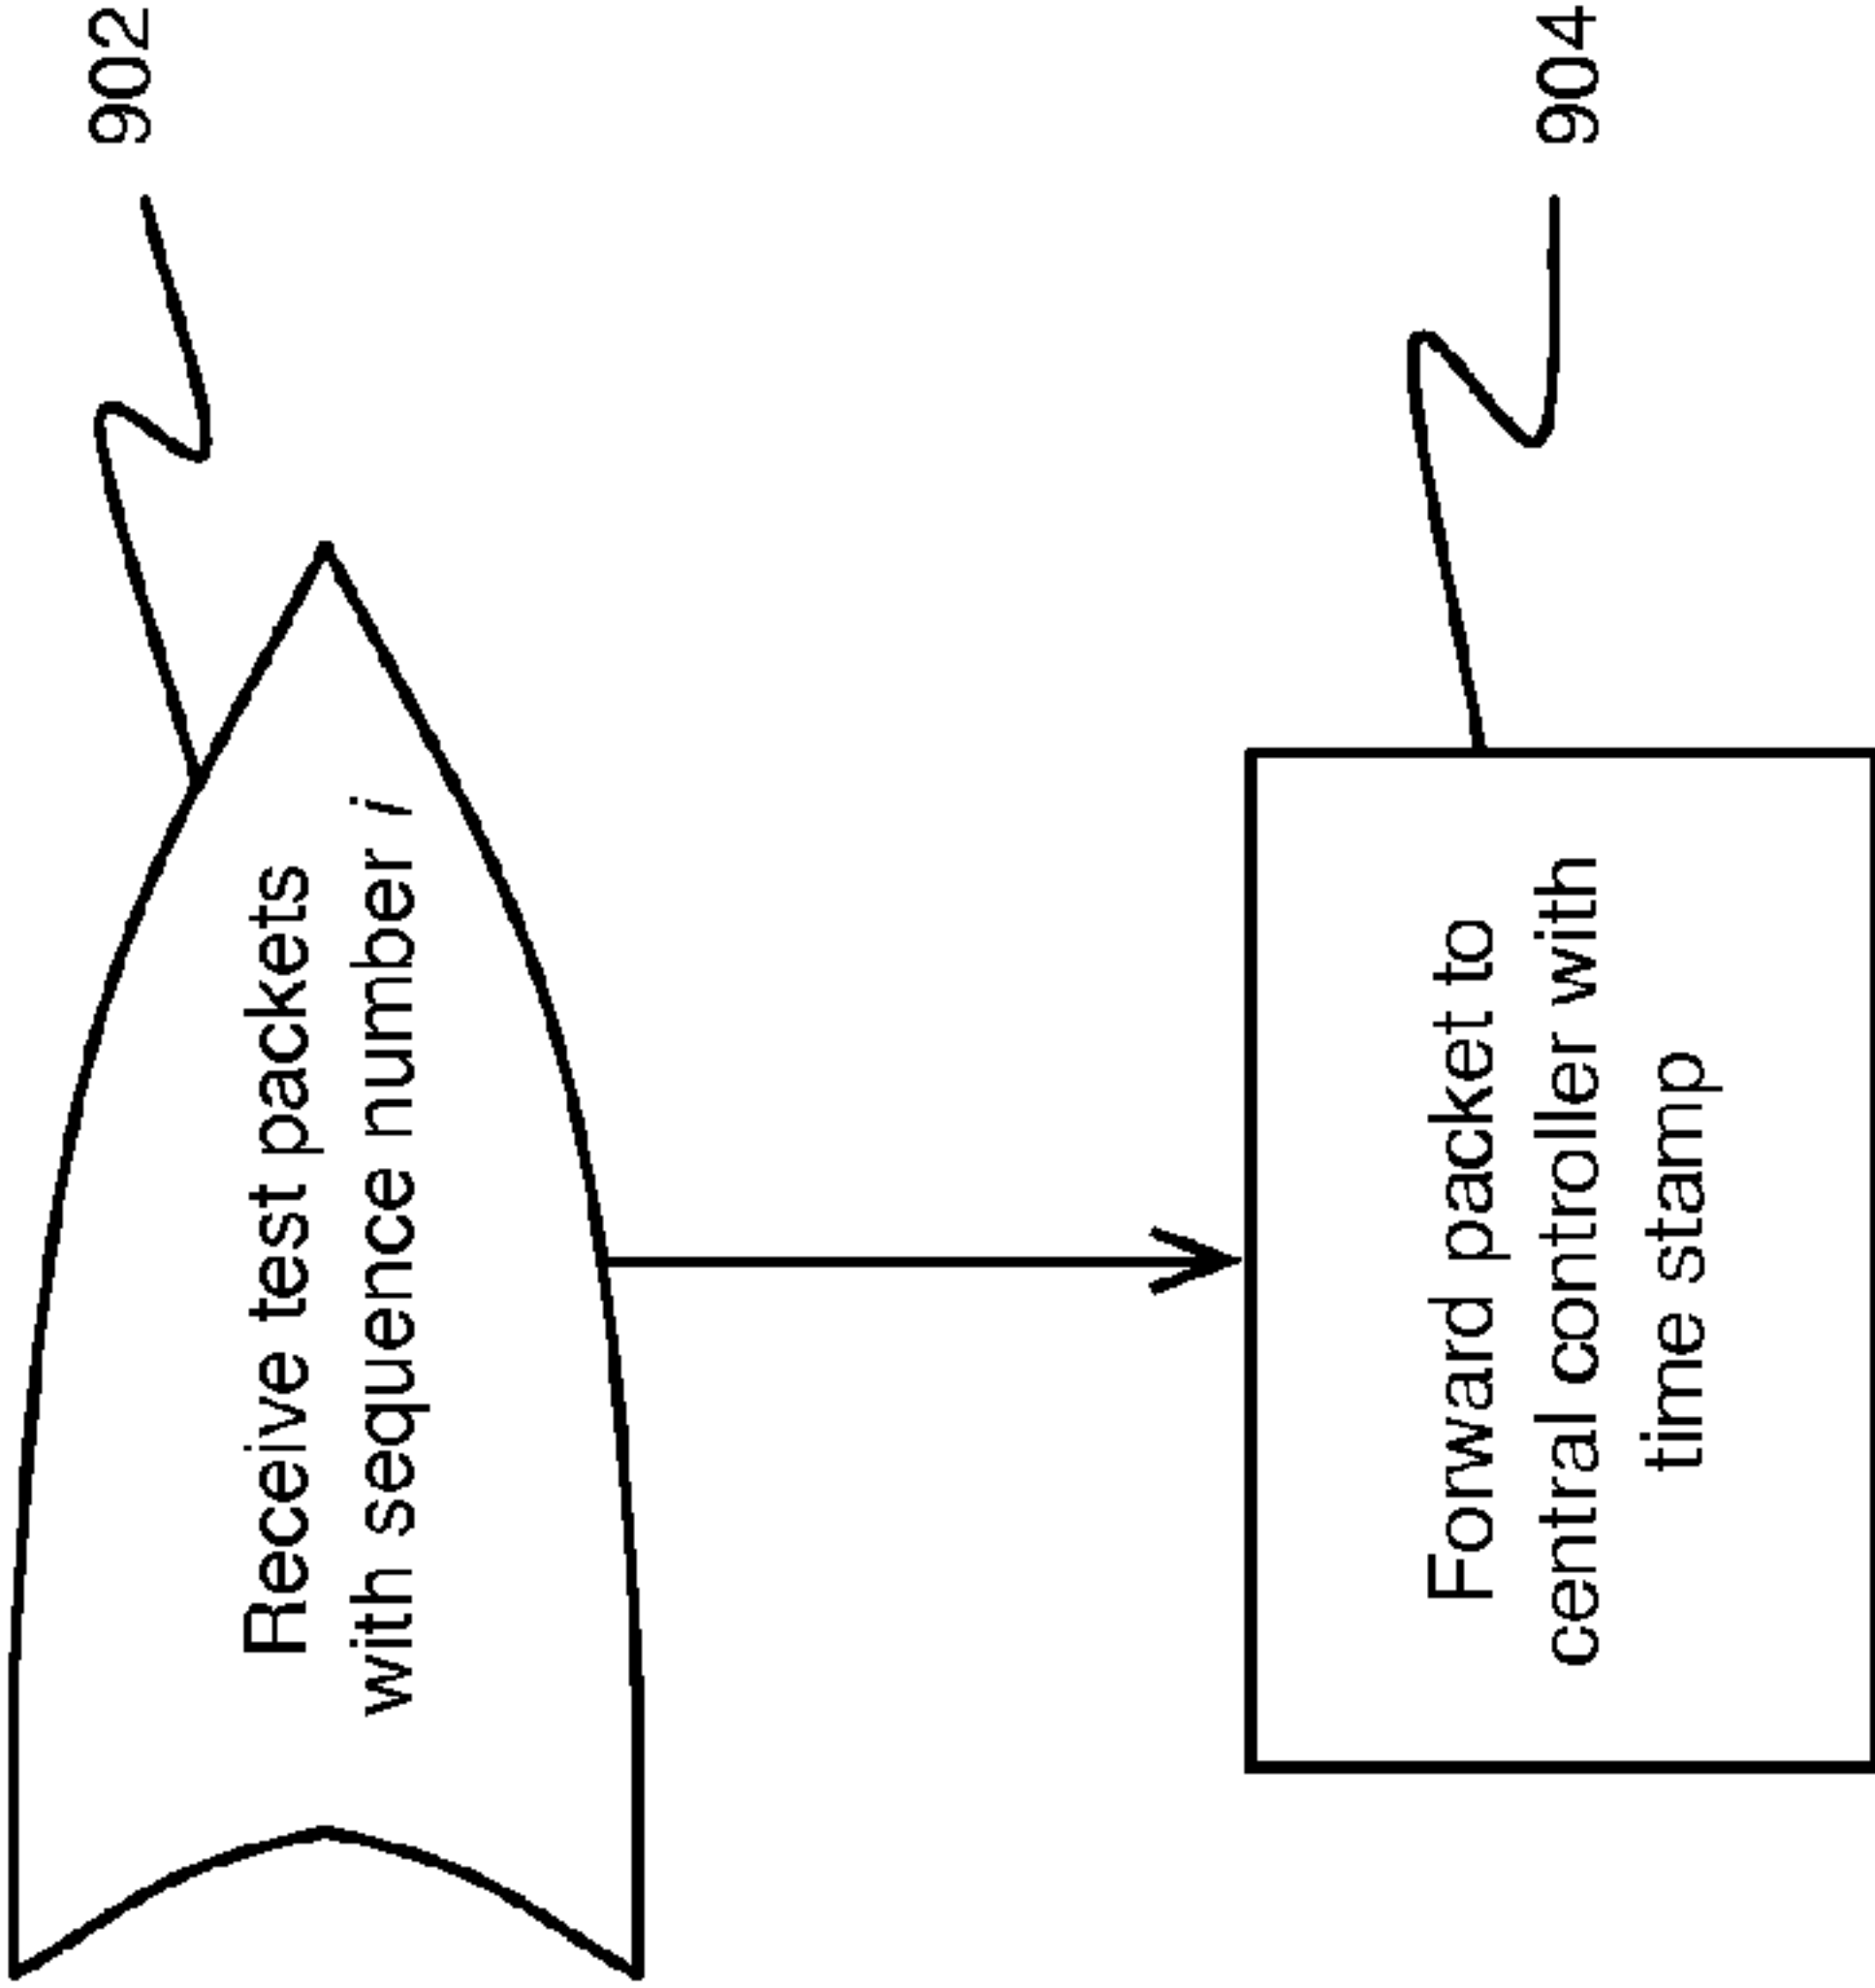 Receive test packets
with sequence number i
902
Forward packet to
central controller with
time stamp
904